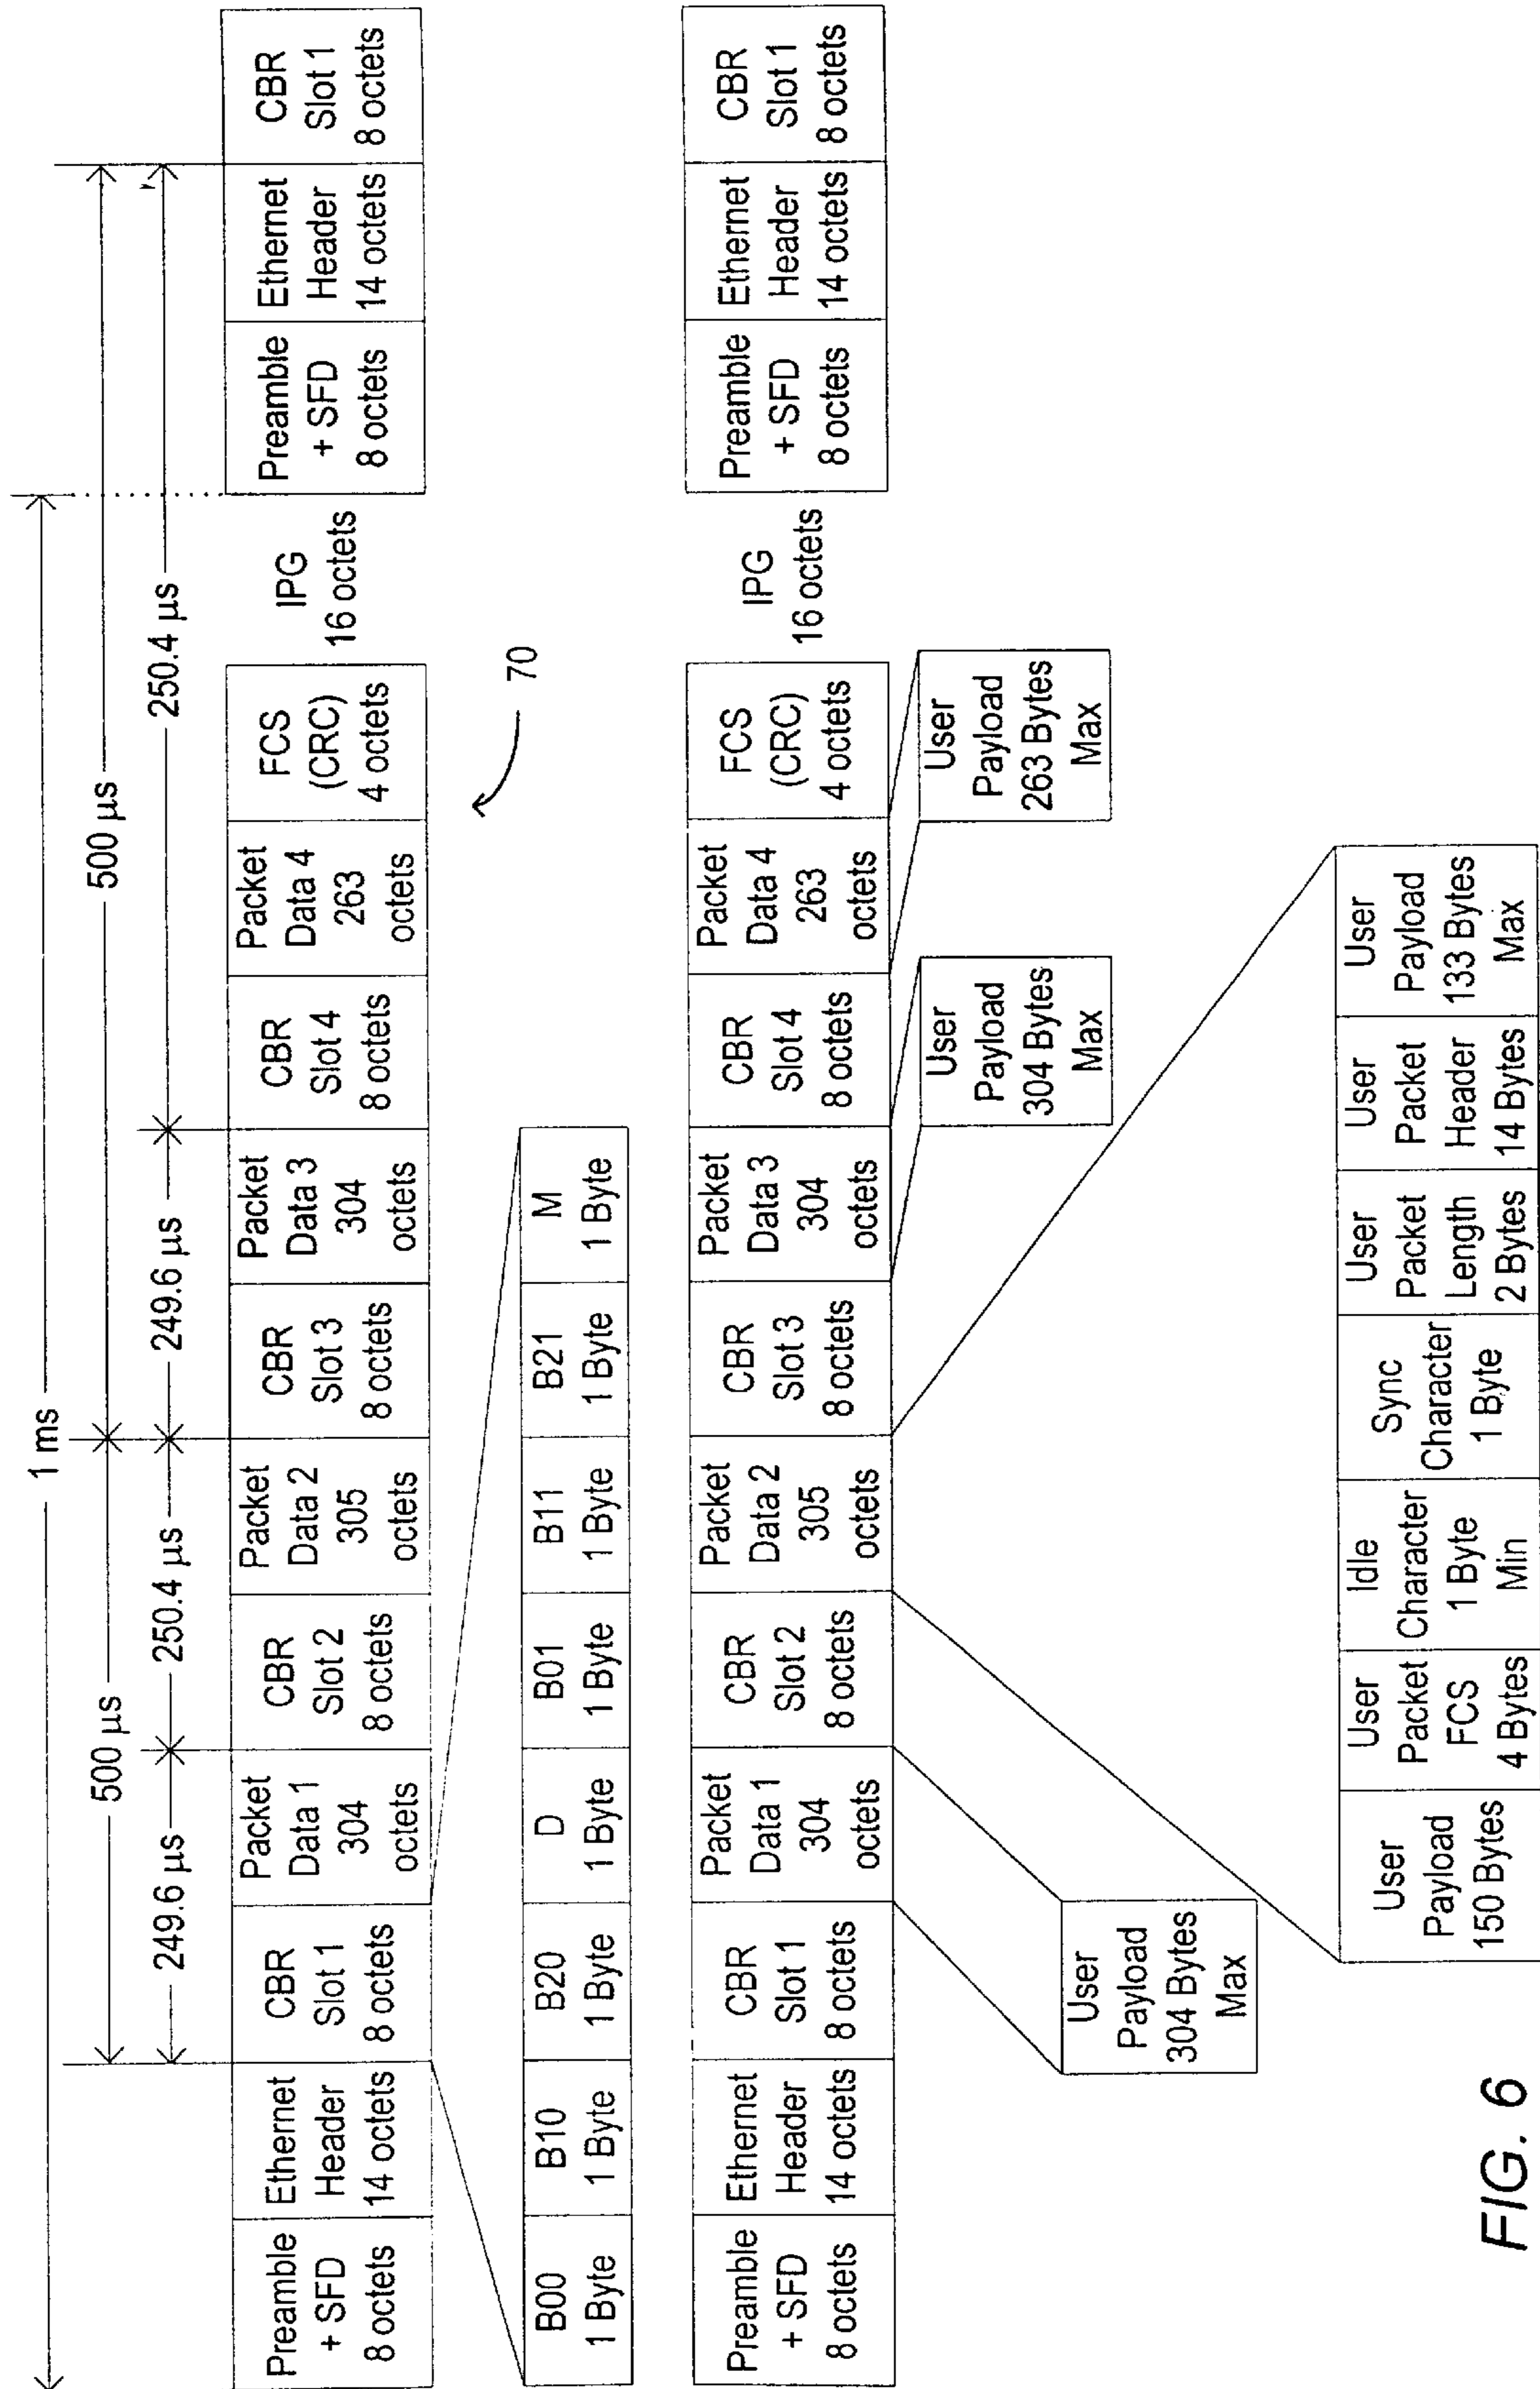 1 ms
500 µs
500 µs
249.6 µs
250.4 µs
249.6 µs
250.4 µs
Preamble
+ SFD
8 octets
Ethernet
Header
14 octets
CBR
Slot 1
8 octets
Packet
Data 1
304
octets
CBR
Slot 2
8 octets
Packet
Data 2
305
octets
CBR
Slot 3
8 octets
Packet
Data 3
304
octets
CBR
Slot 4
8 octets
Packet
Data 4
263
octets
FCS
(CRC)
4 octets
IPG
16 octets
Preamble
+ SFD
8 octets
Ethernet
Header
14 octets
CBR
Slot 1
8 octets
70
B00
1 Byte
B10
1 Byte
B20
1 Byte
D
1 Byte
B01
1 Byte
B11
1 Byte
B21
1 Byte
M
1 Byte
Preamble
+ SFD
8 octets
Ethernet
Header
14 octets
CBR
Slot 1
8 octets
Packet
Data 1
304
octets
CBR
Slot 2
8 octets
Packet
Data 2
305
octets
CBR
Slot 3
8 octets
Packet
Data 3
304
octets
CBR
Slot 4
8 octets
Packet
Data 4
263
octets
FCS
(CRC)
4 octets
IPG
16 octets
Preamble
+ SFD
8 octets
Ethernet
Header
14 octets
CBR
Slot 1
8 octets
User
Payload
304 Bytes
Max
User
Payload
304 Bytes
Max
User
Payload
263 Bytes
Max
User
Payload
150 Bytes
User
Packet
FCS
4 Bytes
Idle
Character
1 Byte
Min
Sync
Character
1 Byte
User
Packet
Length
2 Bytes
User
Packet
Header
14 Bytes
User
Payload
133 Bytes
Max
FIG. 6